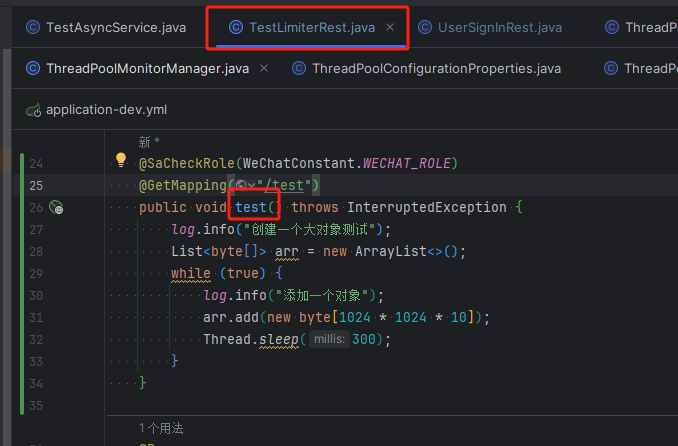 TestAsyncService.java TestLimiterRest.java UserSignInRest.java ThreadPo
ThreadPoolMonitorManager.java ThreadPoolConfigurationProperties.java ThreadPo
application-dev.yml
新 *
24 @SaCheckRole(WeChatConstant.WECHAT_ROLE)
25 @GetMapping("/test")
26 public void test() throws InterruptedException {
27 log.info("创建一个大对象测试");
28 List<byte[]> arr = new ArrayList<>();
29 while (true) {
30 log.info("添加一个对象");
31 arr.add(new byte[1024 * 1024 * 10]);
32 Thread.sleep( millis: 300);
33 }
34 }
35
1 个用法